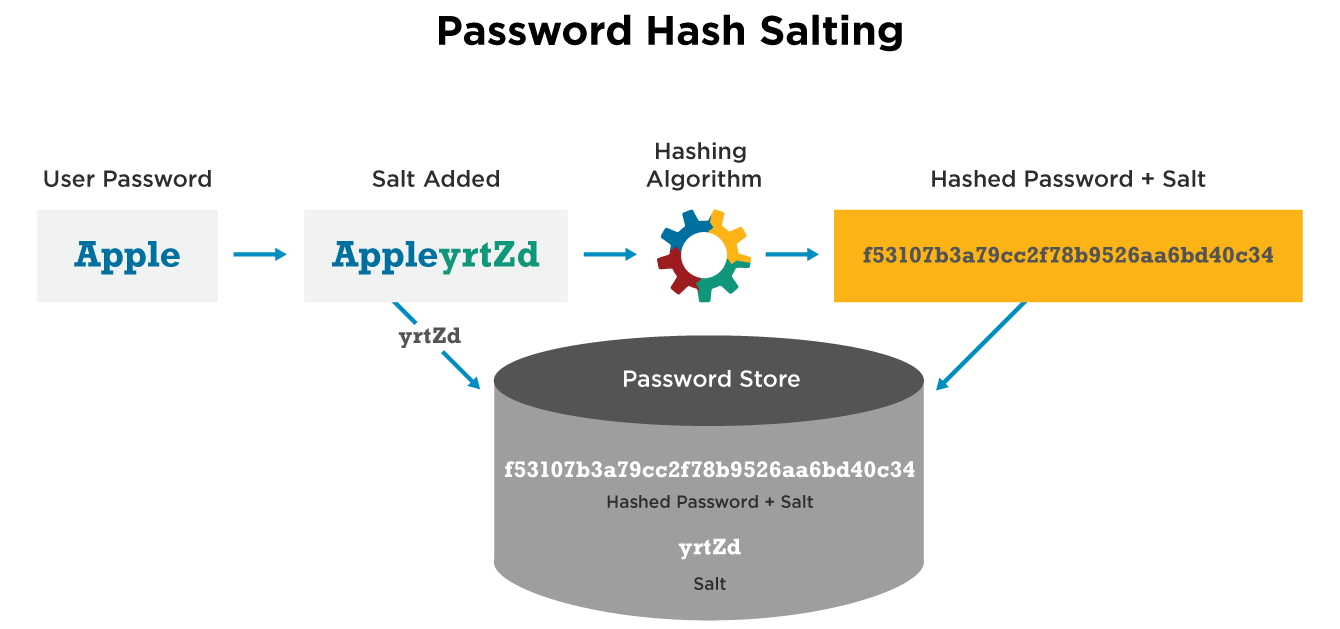 Password Hash Salting
User Password
Salt Added
Hashing
Algorithm
Hashed Password + Salt
Apple
AppleyrtZd
f53107b3a79cc2f78b9526aa6bd40c34
yrtZd
Password Store
f53107b3a79cc2f78b9526aa6bd40c34
Hashed Password + Salt
yrtZd
Salt